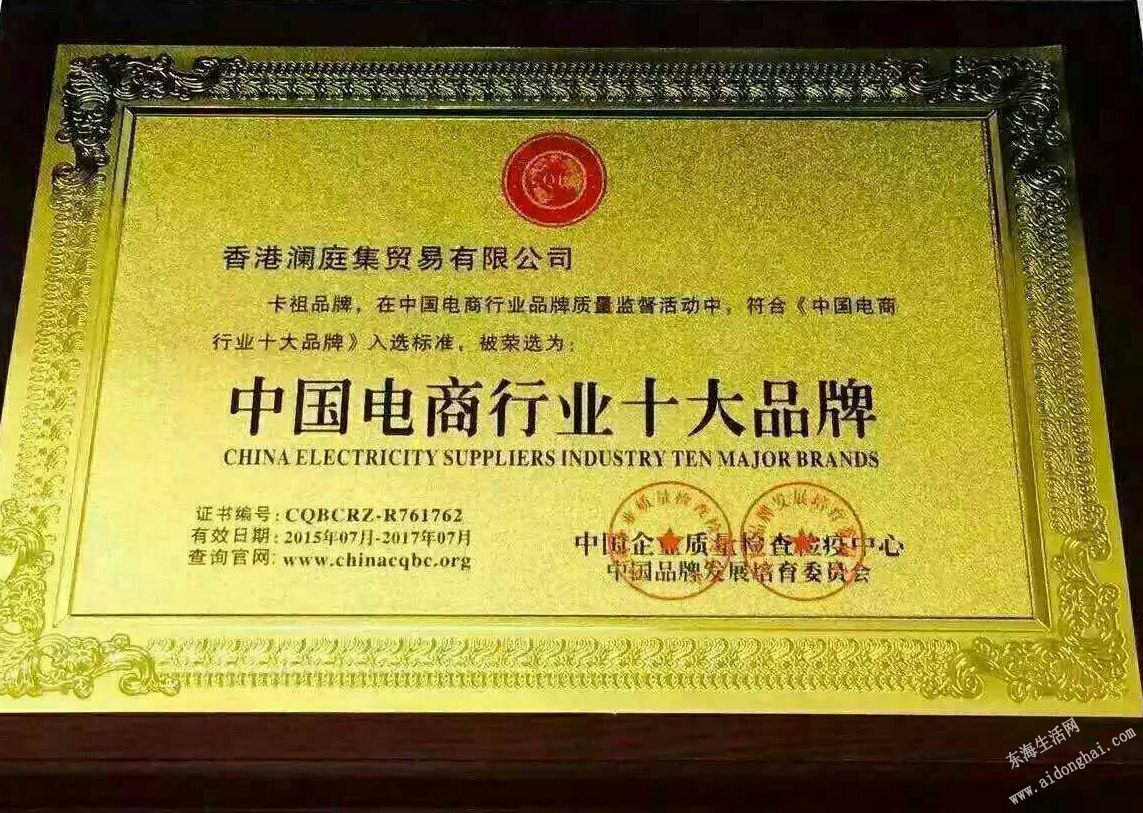 香港澜庭集贸易有限公司
卡祖品牌，在中国电商行业品牌质量监督活动中，符合《中国电商
行业十大品牌》入选标准，被荣选为：
中国电商行业十大品牌
CHINA ELECTRICITY SUPPLIERS INDUSTRY TEN MAJOR BRANDS
证书编号：CQBCRZ-R761762
有效日期：2015年07月-2017年07月
查询官网：www.chinacqbc.org
中国企业质量检查检疫中心
中国品牌发展培育委员会
东海生活网
www.aidonghai.com